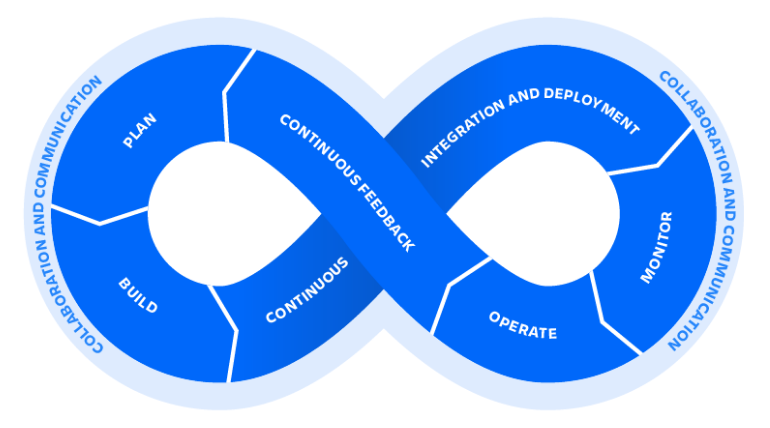 COLLABORATION AND COMMUNICATION
PLAN
BUILD
CONTINUOUS
INTEGRATION AND DEPLOYMENT
MONITOR
OPERATE
CONTINUOUS FEEDBACK
COLLABORATION AND COMMUNICATION